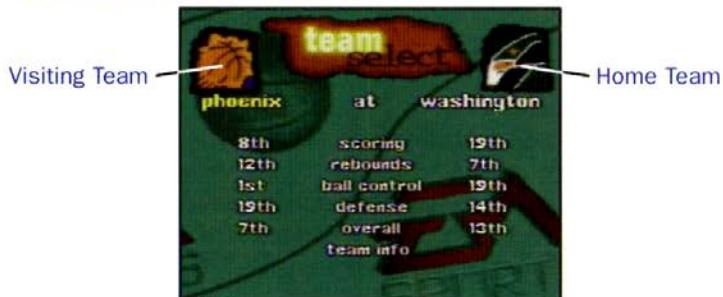 team
select
Visiting Team
Home Team
phoenix at washington
8th scoring 19th
12th rebounds 7th
1st ball control 19th
19th defense 14th
7th overall 13th
team info